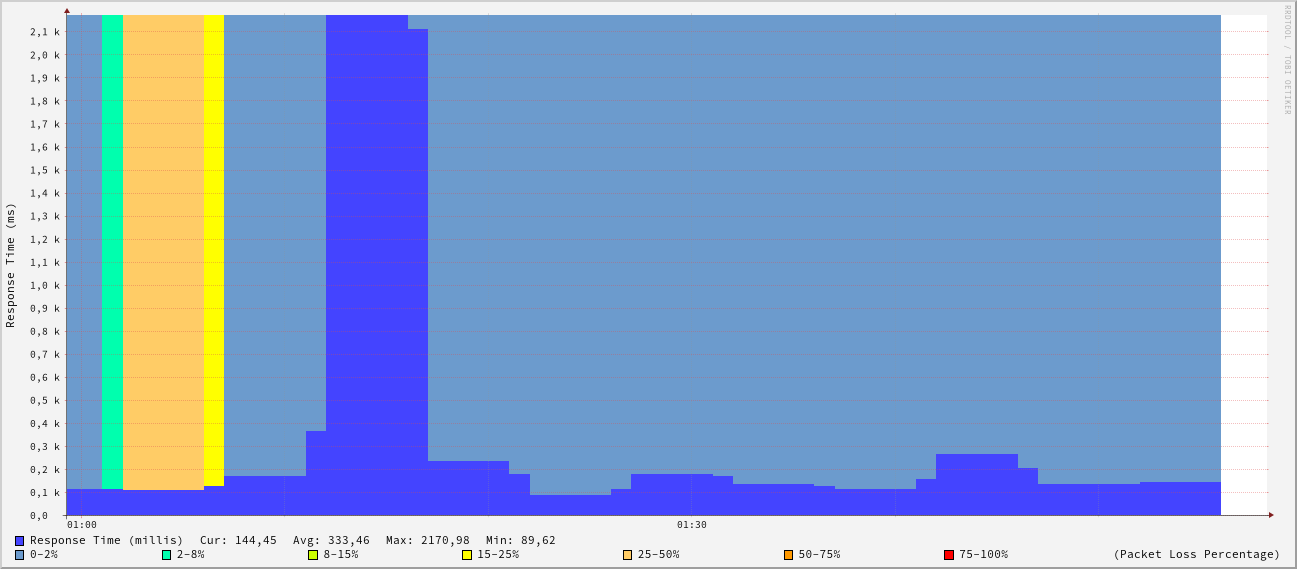 RRDTOOL / TOBI OETIKER
Response Time (ms)
2,1 k
2,0 k
1,9 k
1,8 k
1,7 k
1,6 k
1,5 k
1,4 k
1,3 k
1,2 k
1,1 k
1,0 k
0,9 k
0,8 k
0,7 k
0,6 k
0,5 k
0,4 k
0,3 k
0,2 k
0,1 k
0,0
01:00 01:30
Response Time (millis) Cur: 144,45 Avg: 333,46 Max: 2170,98 Min: 89,62
0-2% 2-8% 8-15% 15-25% 25-50% 50-75% 75-100% (Packet Loss Percentage)